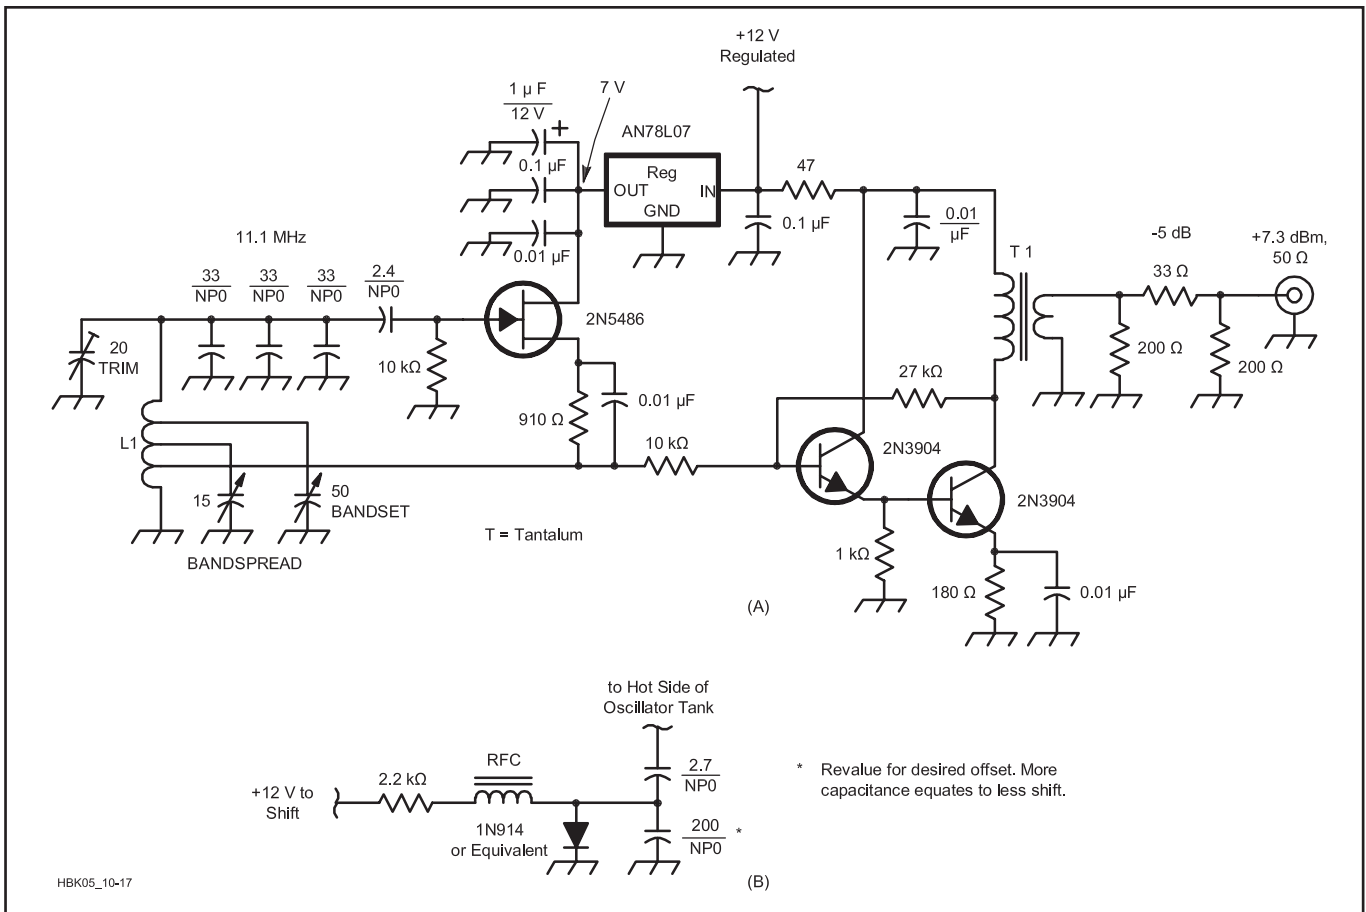 +12 V
Regulated
1 µ F
12 V
+
7 V
AN78L07
0.1 µF
Reg
OUT
IN
GND
47
0.1 µF
0.01
µF
0.01 µF
11.1 MHz
T 1
-5 dB
33 Ω
+7.3 dBm,
50 Ω
33
NP0
33
NP0
33
NP0
2.4
NP0
2N5486
20
TRIM
10 kΩ
200 Ω
200 Ω
27 kΩ
910 Ω
0.01 µF
L1
10 kΩ
2N3904
2N3904
15
50
BANDSET
T = Tantalum
BANDSPREAD
1 kΩ
180 Ω
0.01 µF
(A)
to Hot Side of
Oscillator Tank
RFC
2.2 kΩ
+12 V to
Shift
2.7
NP0
* Revalue for desired offset. More
capacitance equates to less shift.
1N914
or Equivalent
200
NP0
*
HBK05_10-17
(B)